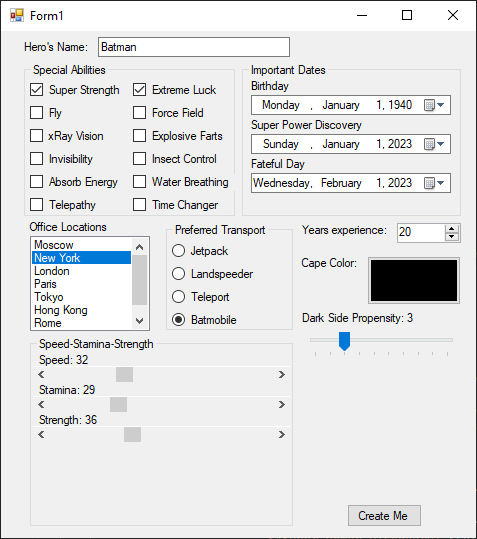 Form1
Hero's Name: Batman
Special Abilities
Super Strength Extreme Luck
Fly Force Field
xRay Vision Explosive Farts
Invisibility Insect Control
Absorb Energy Water Breathing
Telepathy Time Changer
Important Dates
Birthday
Monday , January 1, 1940
Super Power Discovery
Sunday , January 1, 2023
Fateful Day
Wednesday, February 1, 2023
Office Locations
Moscow
New York
London
Paris
Tokyo
Hong Kong
Rome
Preferred Transport
Jetpack
Landspeeder
Teleport
Batmobile
Years experience: 20
Cape Color:
Dark Side Propensity: 3
Speed-Stamina-Strength
Speed: 32
Stamina: 29
Strength: 36
Create Me